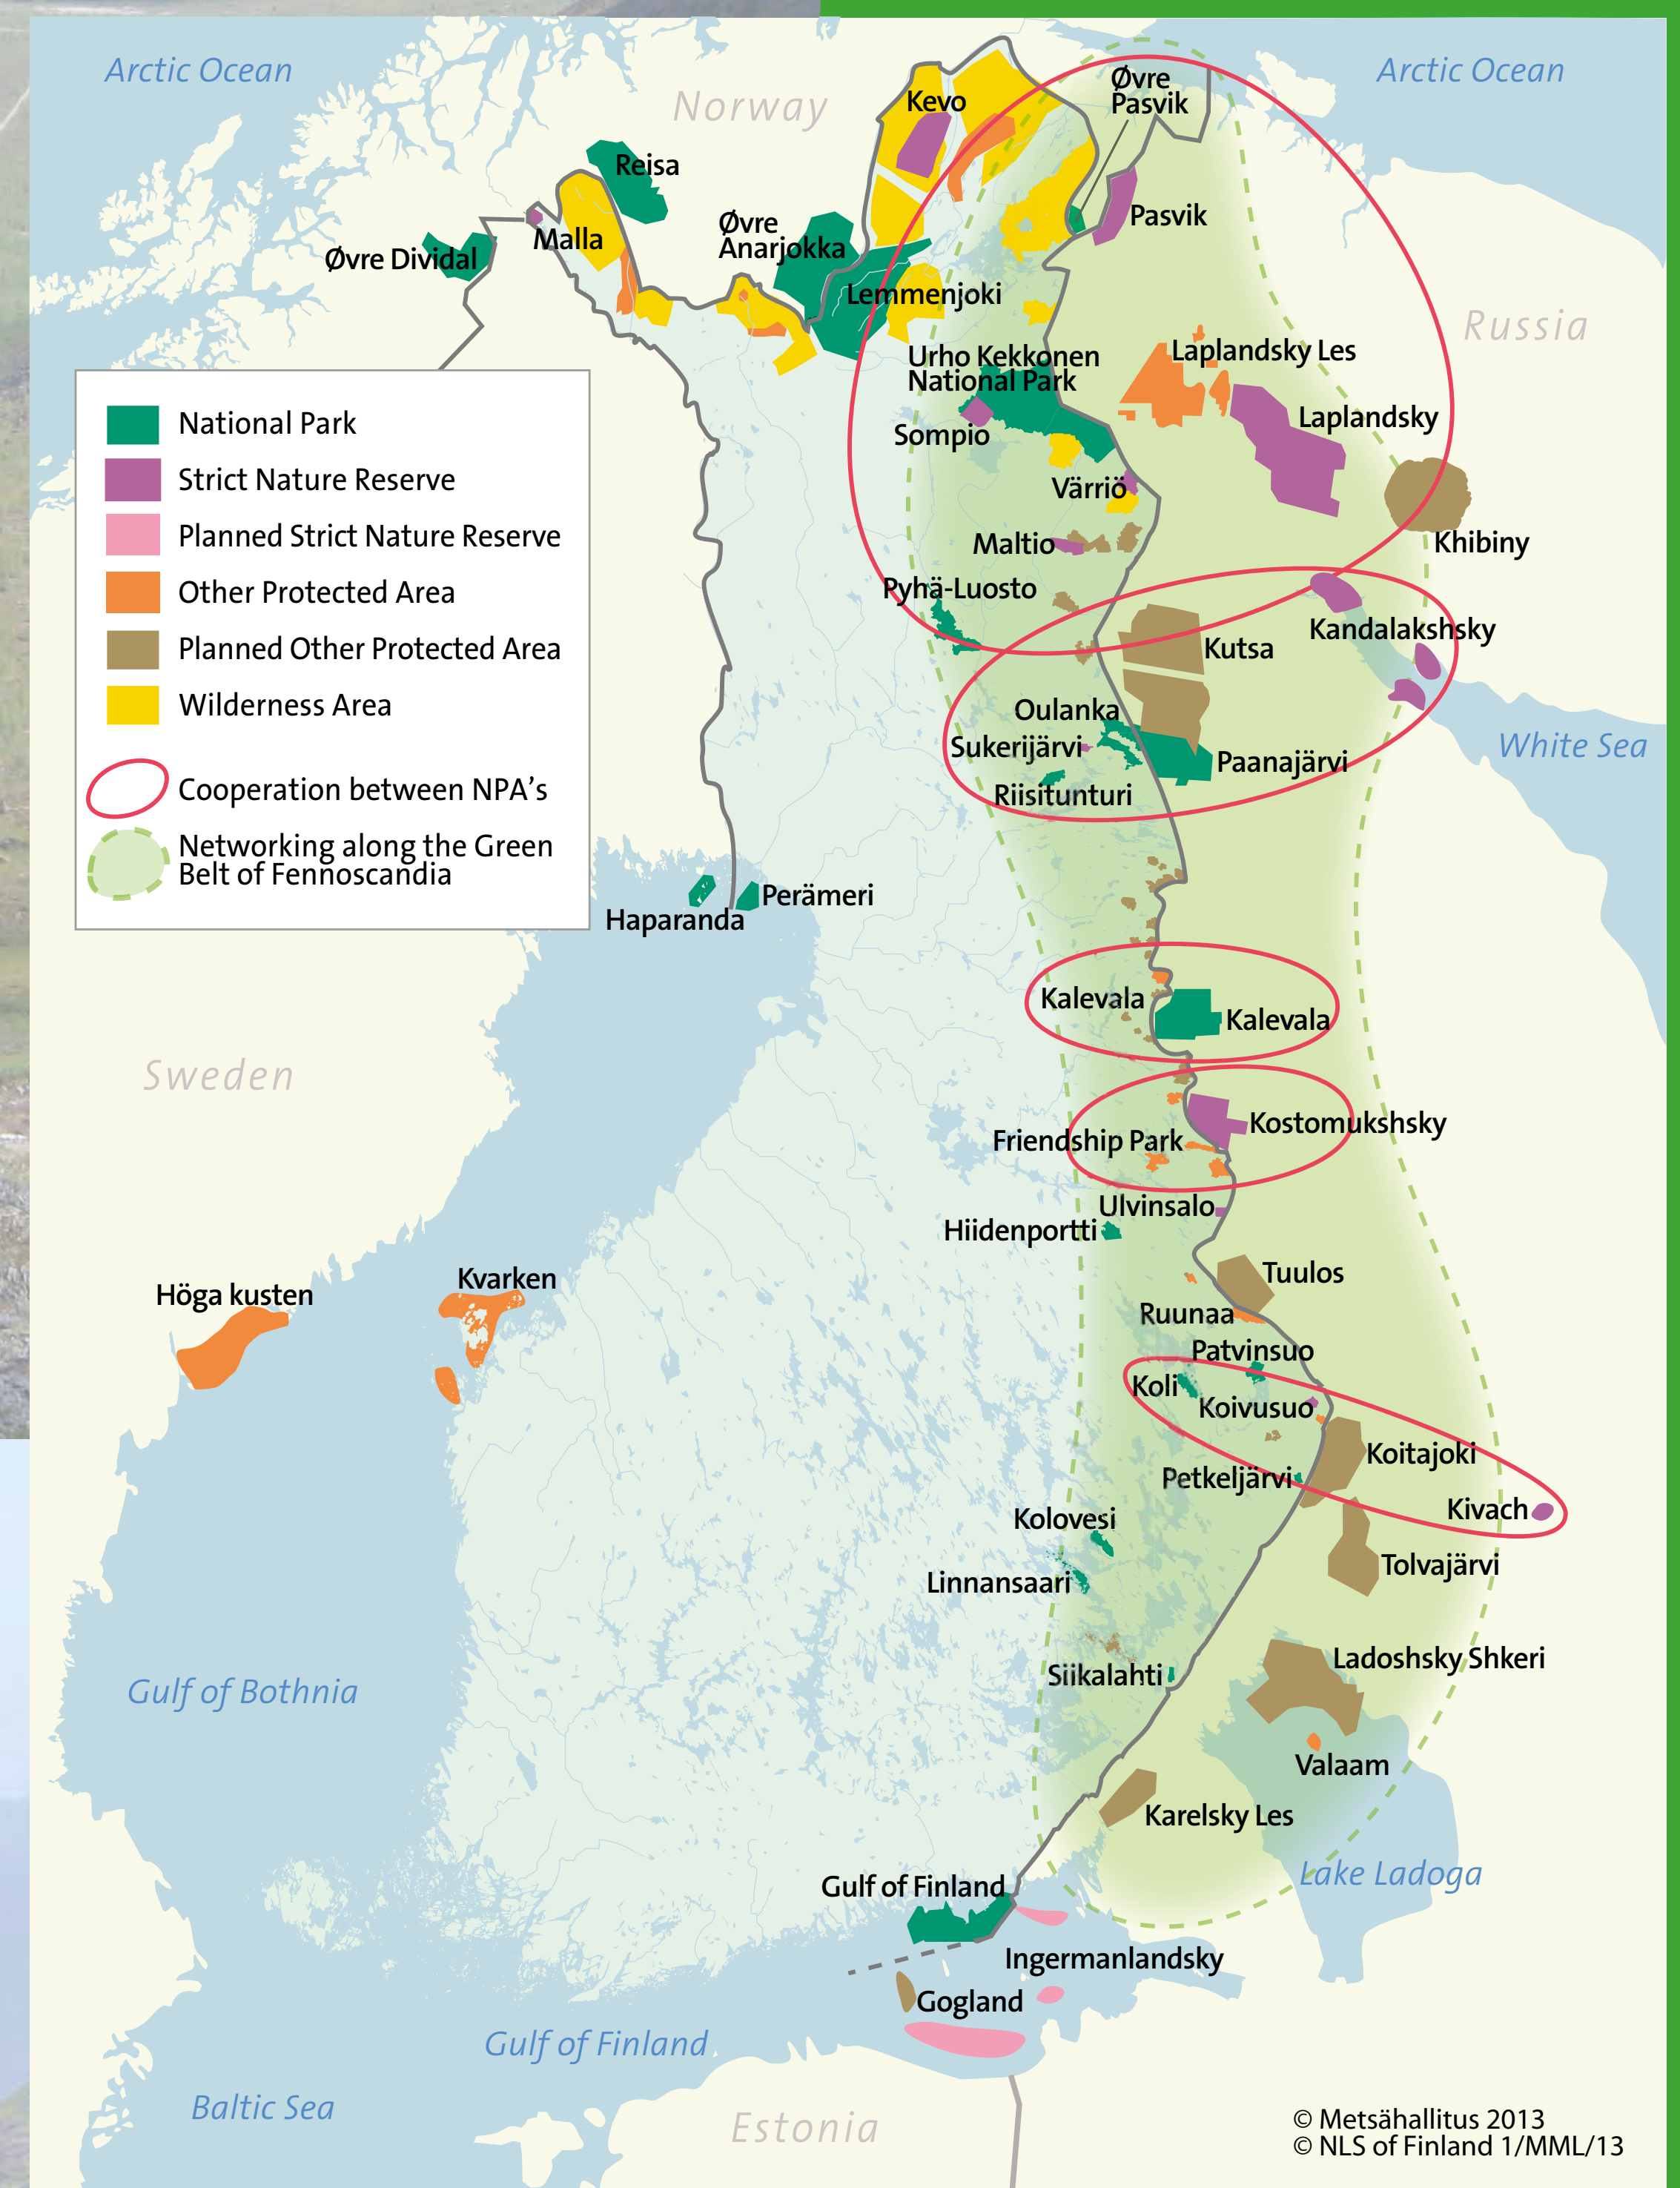 Arctic Ocean
Arctic Ocean
Norway
Kevo
Øvre
Pasvik
Reisa
Pasvik
Øvre
Anarjokka
Malla
Øvre Dividal
Lemmenjoki
Russia
Urho Kekkonen
National Park
Laplandsky Les
Laplandsky
Sompio
Värriö
Khibiny
Maltio
Pyhä-Luosto
Kandalakshsky
Kutsa
Oulanka
Sukerijärvi
White Sea
Paanajärvi
Riisitunturi
National Park
Strict Nature Reserve
Planned Strict Nature Reserve
Other Protected Area
Planned Other Protected Area
Wilderness Area
Cooperation between NPA's
Networking along the Green
Belt of Fennoscandia
Perämeri
Haparanda
Kalevala
Kalevala
Sweden
Kostomukshsky
Friendship Park
Ulvinsalo
Hiidenportti
Tuulos
Kvarken
Höga kusten
Ruunaa
Patvinsuo
Koli
Koivusuo
Koitajoki
Petkeljärvi
Kivach
Kolovesi
Tolvajärvi
Linnansaari
Ladoshsky Shkeri
Siikalahti
Gulf of Bothnia
Valaam
Karelsky Les
Lake Ladoga
Gulf of Finland
Ingermanlandsky
Gogland
Gulf of Finland
Baltic Sea
Estonia
© Metsähallitus 2013
© NLS of Finland 1/MML/13